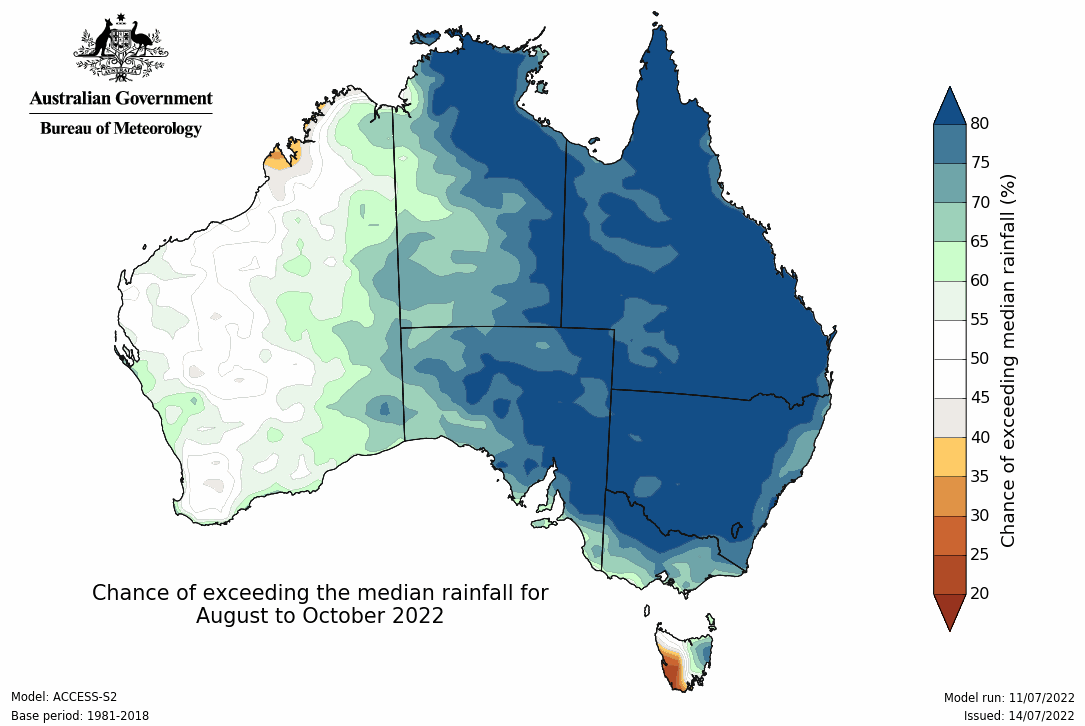 Australian Government
Bureau of Meteorology
80
75
70
65
60
55
50
45
40
35
30
25
20
Chance of exceeding median rainfall (%)
Chance of exceeding the median rainfall for
August to October 2022
Model: ACCESS-S2
Base period: 1981-2018
Model run: 11/07/2022
Issued: 14/07/2022